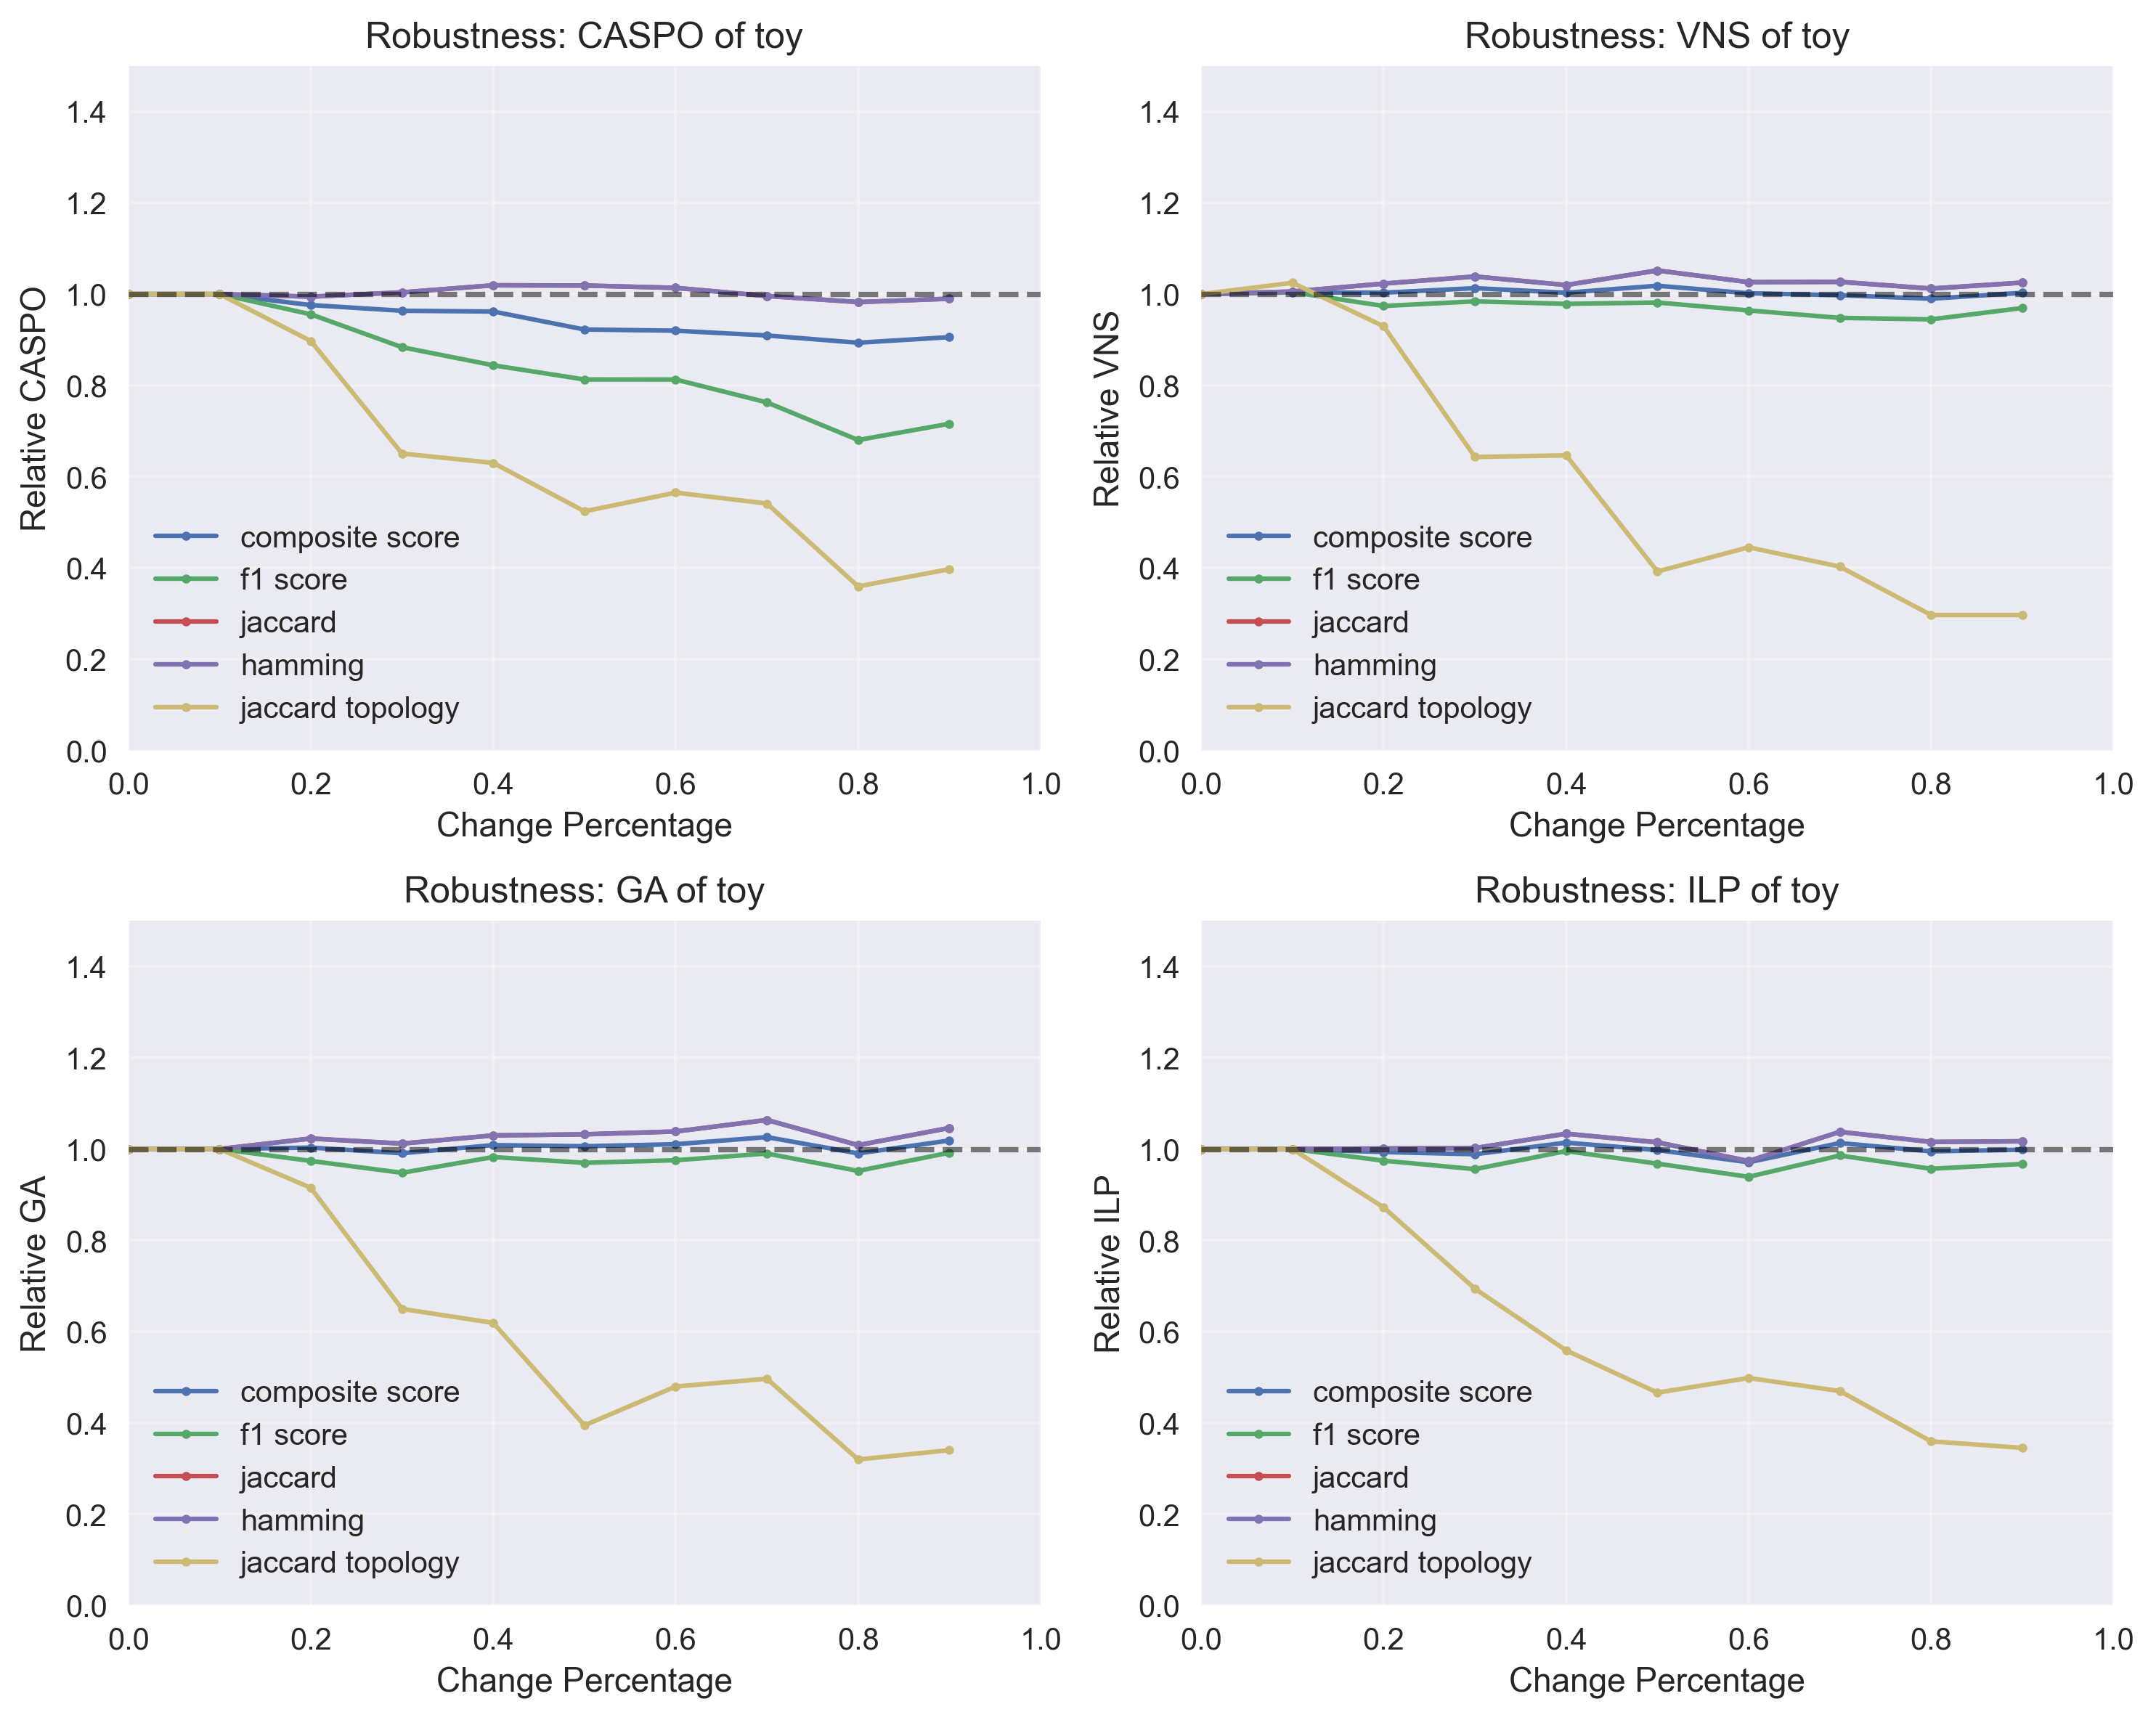 Robustness: CASPO of toy
Relative CASPO
1.4
1.2
1.0
0.8
0.6
0.4
0.2
0.0
composite score
f1 score
jaccard
hamming
jaccard topology
0.0 0.2 0.4 0.6 0.8 1.0
Change Percentage
Robustness: VNS of toy
Relative VNS
1.4
1.2
1.0
0.8
0.6
0.4
0.2
0.0
composite score
f1 score
jaccard
hamming
jaccard topology
0.0 0.2 0.4 0.6 0.8 1.0
Change Percentage
Robustness: GA of toy
Relative GA
1.4
1.2
1.0
0.8
0.6
0.4
0.2
0.0
composite score
f1 score
jaccard
hamming
jaccard topology
0.0 0.2 0.4 0.6 0.8 1.0
Change Percentage
Robustness: ILP of toy
Relative ILP
1.4
1.2
1.0
0.8
0.6
0.4
0.2
0.0
composite score
f1 score
jaccard
hamming
jaccard topology
0.0 0.2 0.4 0.6 0.8 1.0
Change Percentage